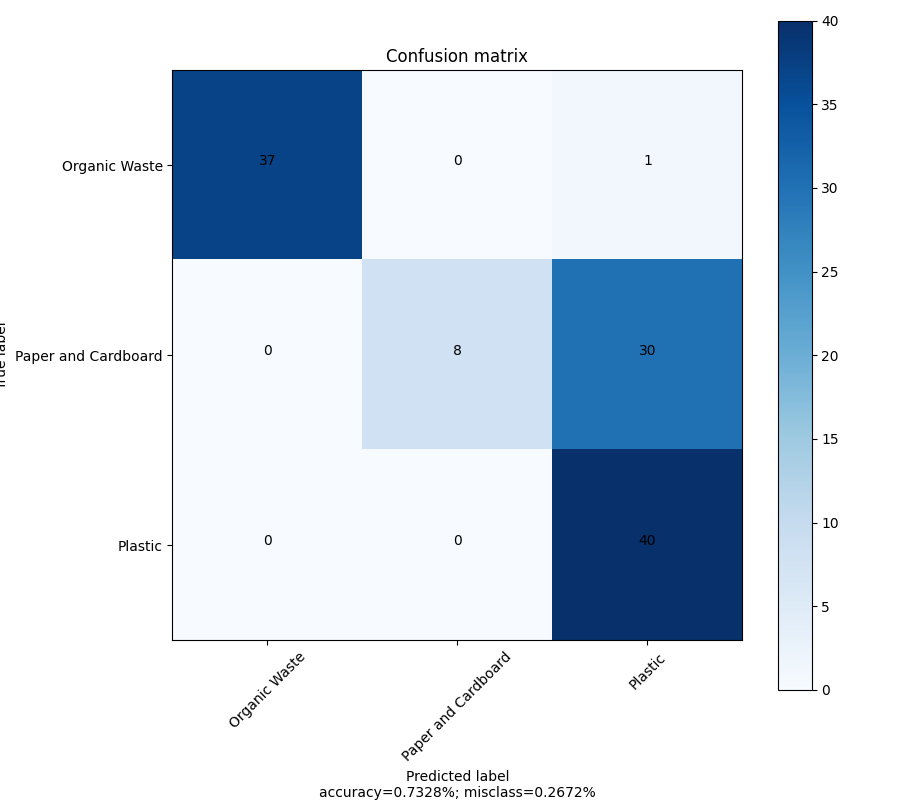 Confusion matrix
40
35
30
25
20
15
10
5
0
Organic Waste
37
0
1
Paper and Cardboard
0
8
30
Plastic
0
0
40
Organic Waste
Paper and Cardboard
Plastic
Predicted label
accuracy=0.7328%; misclass=0.2672%